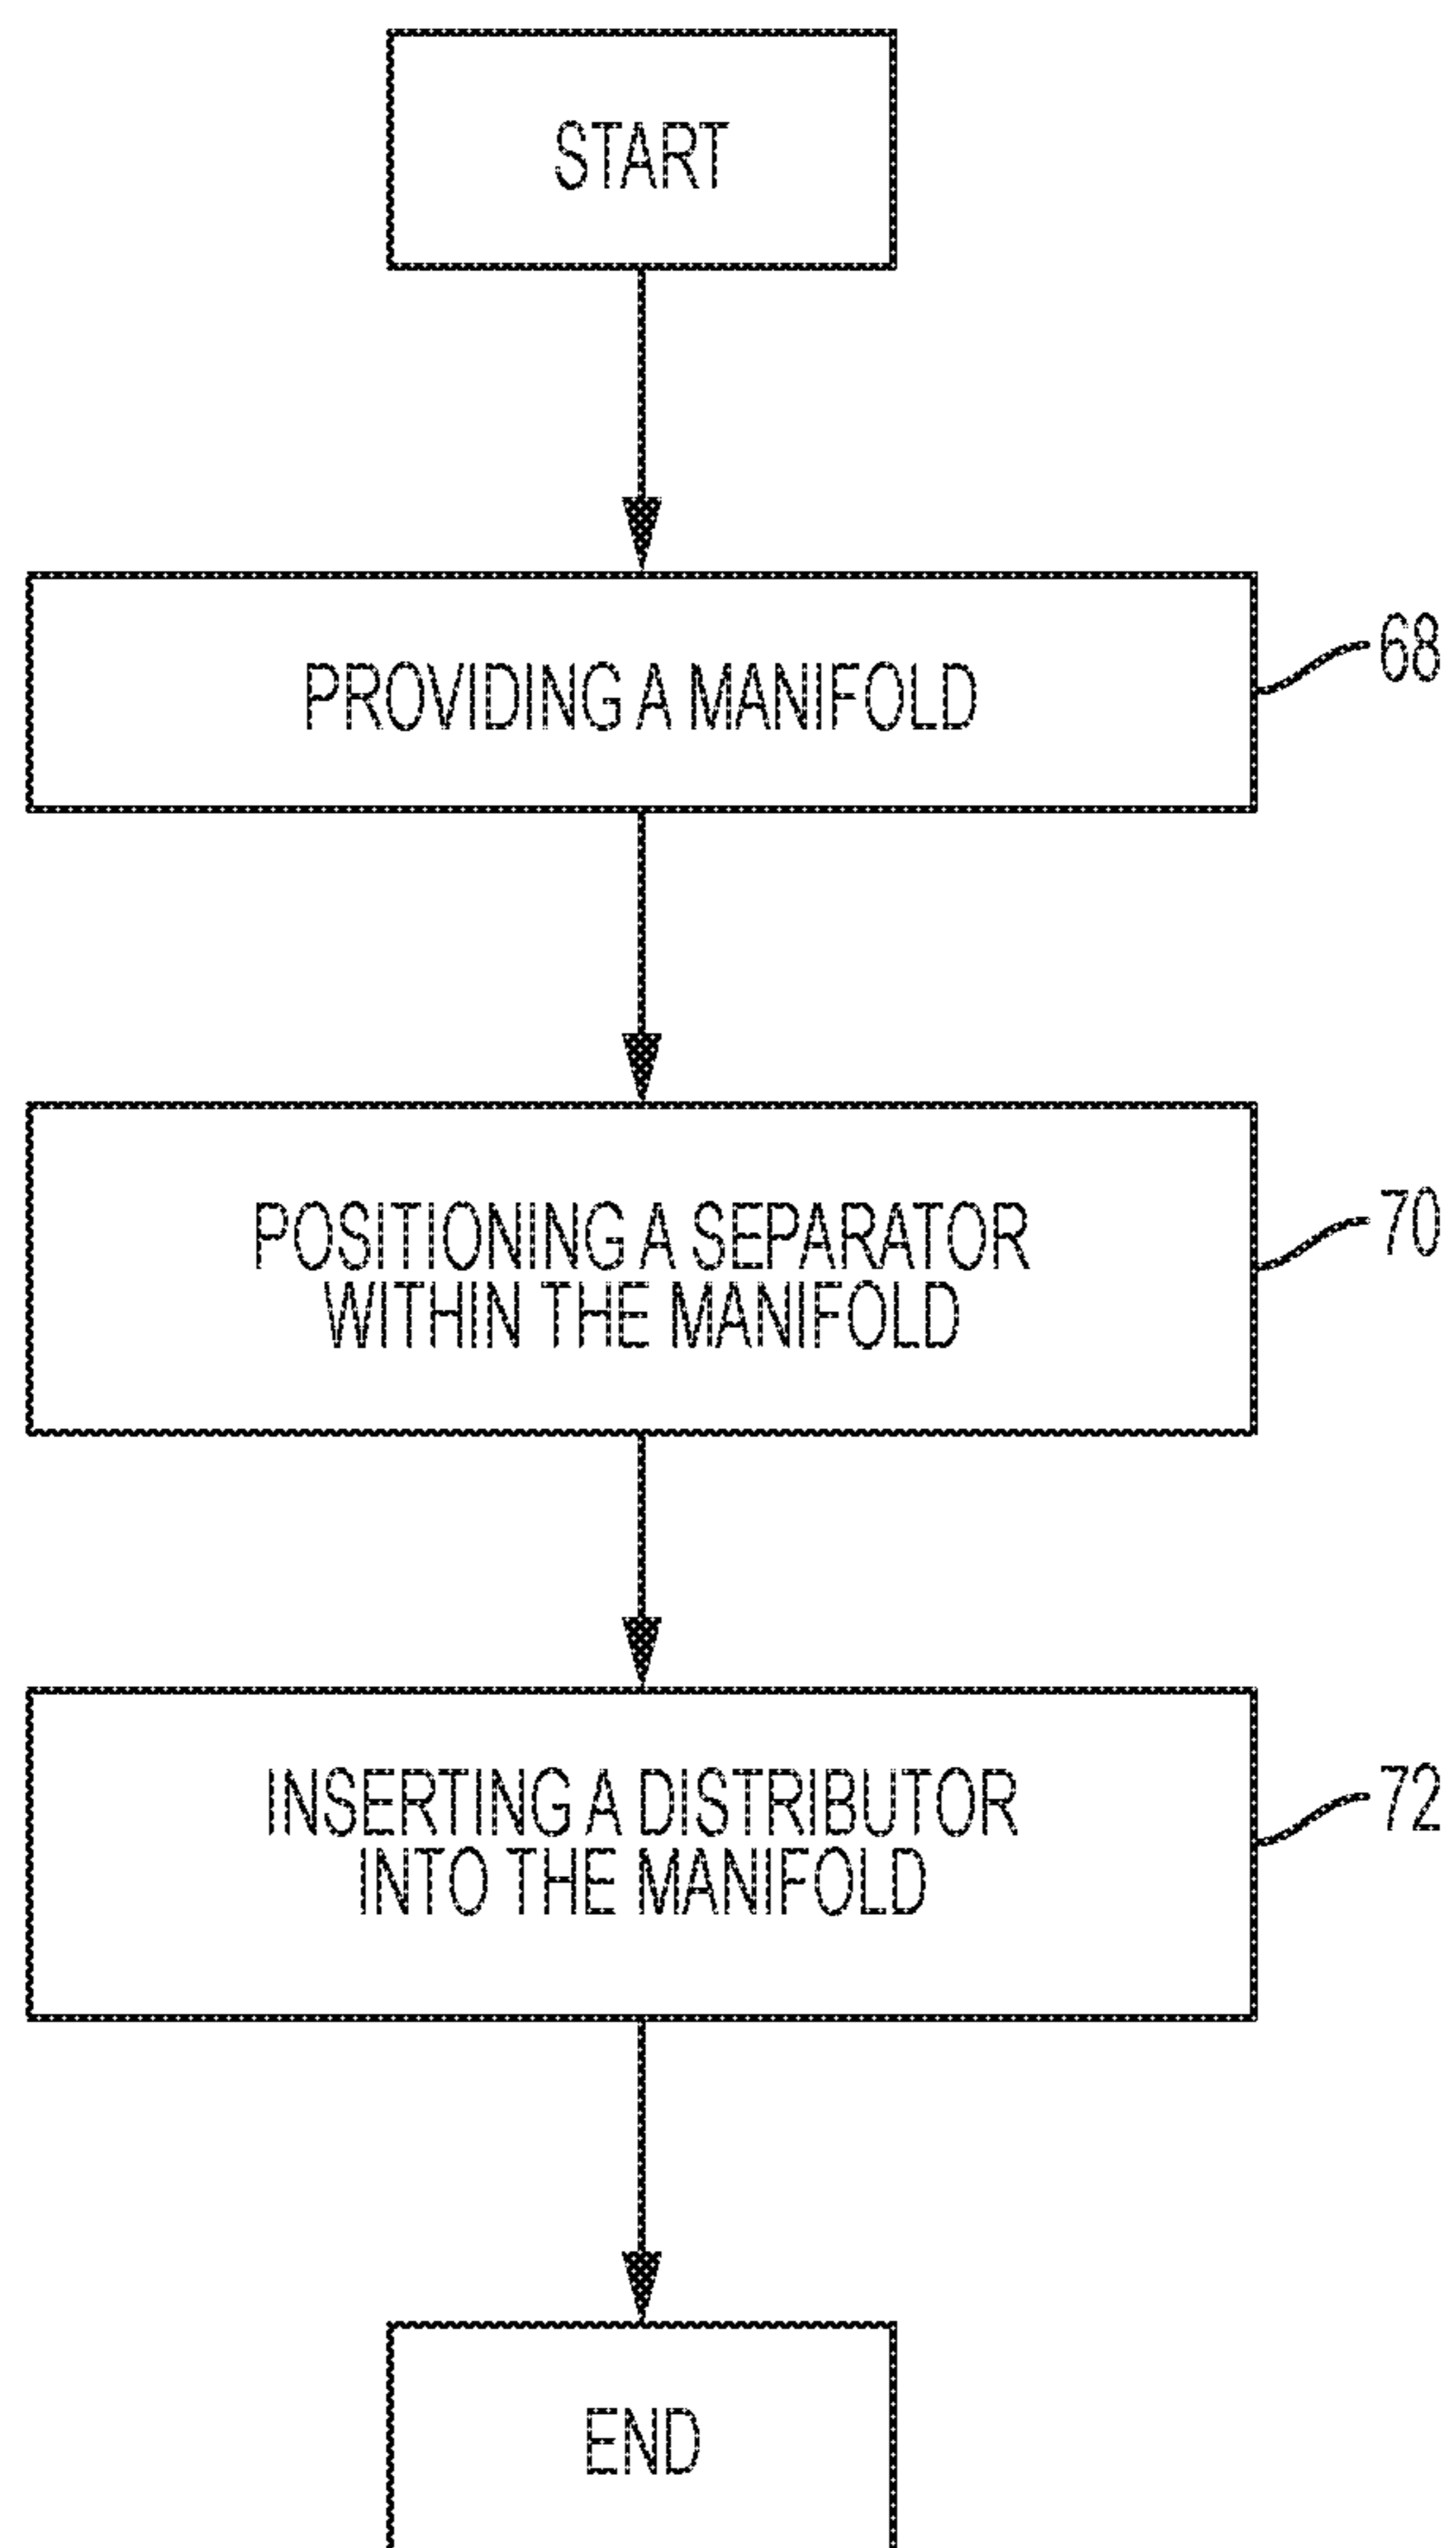 START
PROVIDING A MANIFOLD
68
POSITIONING A SEPARATOR
WITHIN THE MANIFOLD
70
INSERTING A DISTRIBUTOR
INTO THE MANIFOLD
72
END